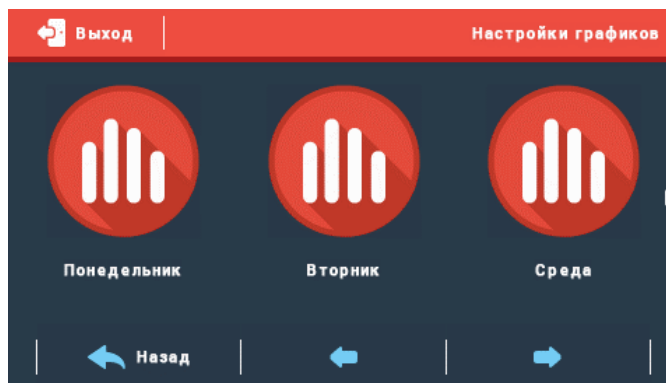 Выход
Настройки графиков
Понедельник
Вторник
Среда
Назад